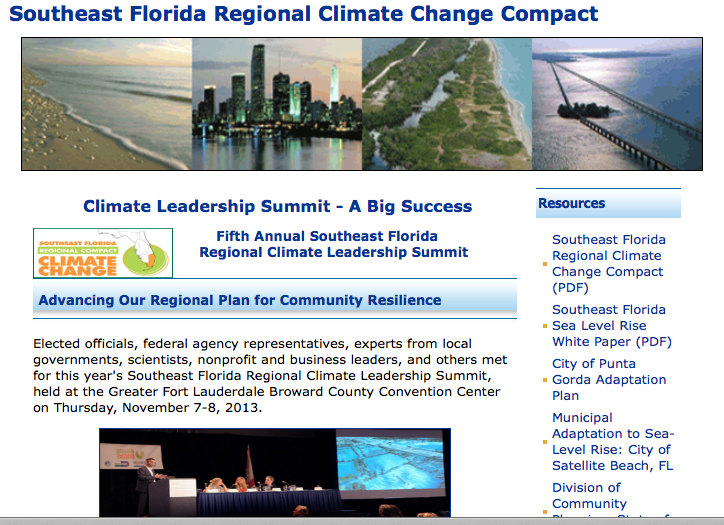 Southeast Florida Regional Climate Change Compact
Climate Leadership Summit - A Big Success
SOUTHEAST FLORIDA
REGIONAL COMPACT
CLIMATE
CHANGE
Fifth Annual Southeast Florida
Regional Climate Leadership Summit
Advancing Our Regional Plan for Community Resilience
Elected officials, federal agency representatives, experts from local
governments, scientists, nonprofit and business leaders, and others met
for this year's Southeast Florida Regional Climate Leadership Summit,
held at the Greater Fort Lauderdale Broward County Convention Center
on Thursday, November 7-8, 2013.
Resources
Southeast Florida
Regional Climate
Change Compact
(PDF)
Southeast Florida
Sea Level Rise
White Paper (PDF)
City of Punta
Gorda Adaptation
Plan
Municipal
Adaptation to Sea-
Level Rise: City of
Satellite Beach, FL
Division of
Community